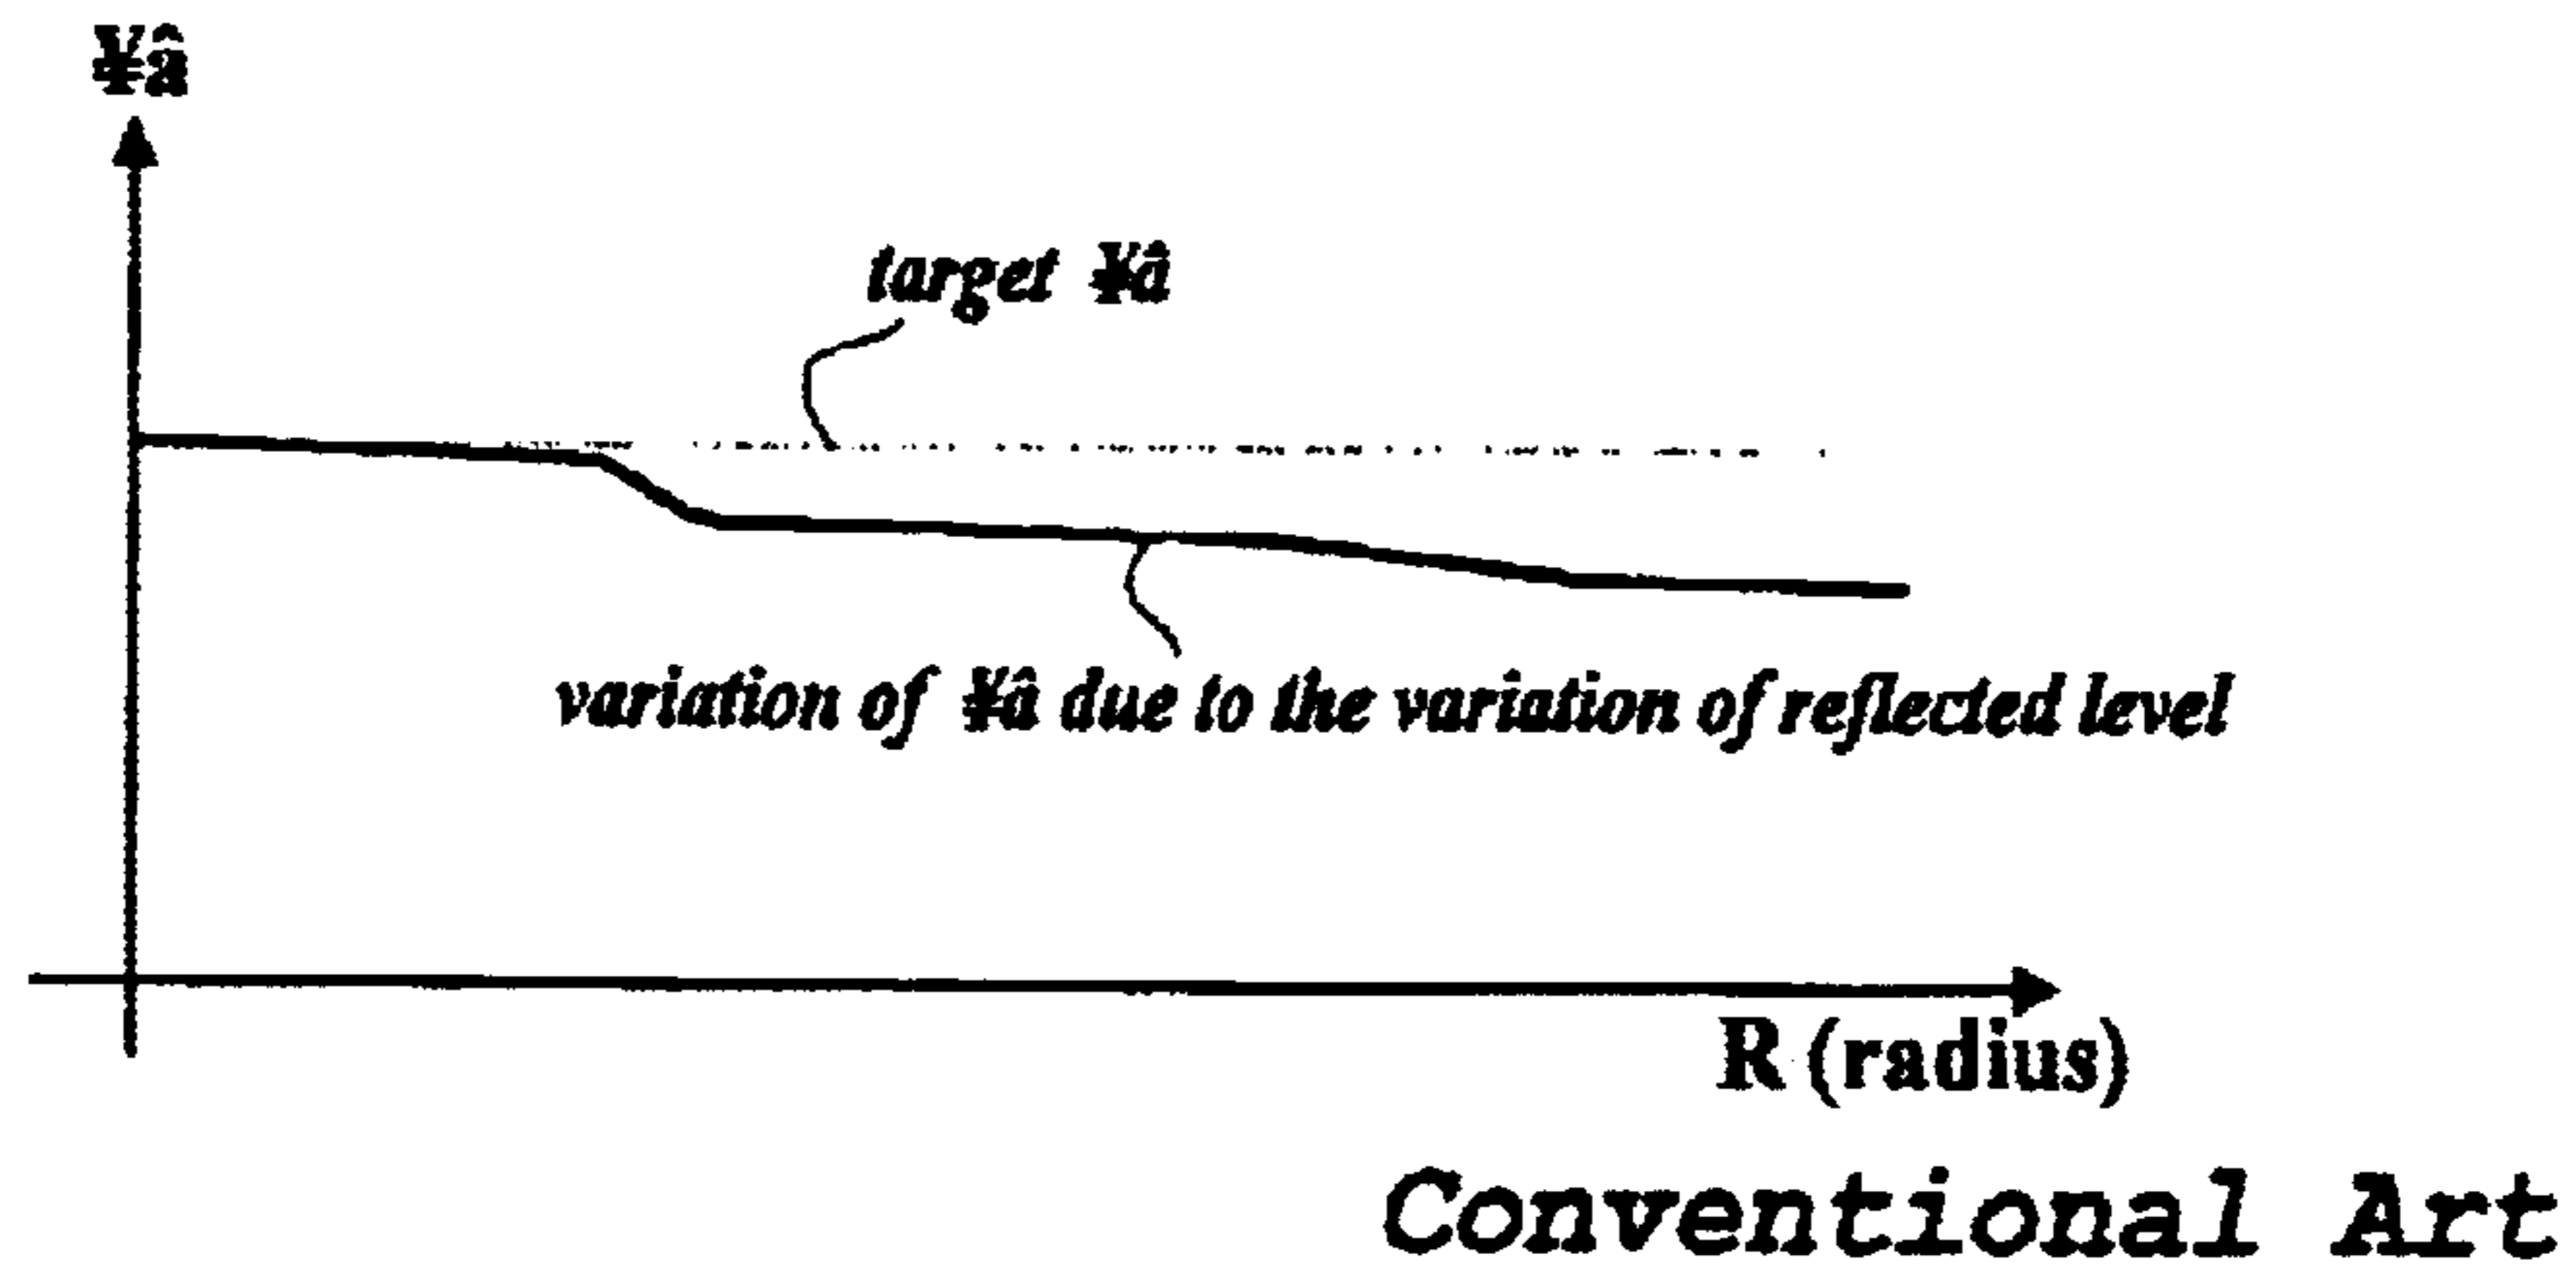 ¥â
target ¥â
variation of ¥â due to the variation of reflected level
R (radius)
Conventional Art